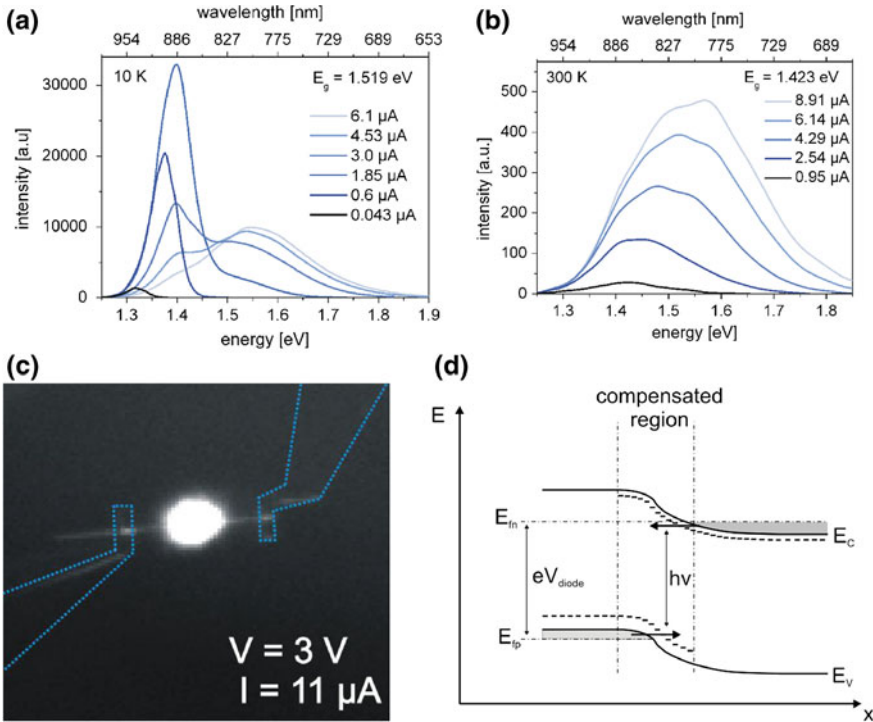 (a)
wavelength [nm]
954 886 827 775 729 689 653
10 K
E_g = 1.519 eV
6.1 µA
4.53 µA
3.0 µA
1.85 µA
0.6 µA
0.043 µA
intensity [a.u]
30000
20000
10000
0
1.3 1.4 1.5 1.6 1.7 1.8 1.9
energy [eV]
(b)
wavelength [nm]
954 886 827 775 729 689
300 K
E_g = 1.423 eV
8.91 µA
6.14 µA
4.29 µA
2.54 µA
0.95 µA
intensity [a.u.]
500
400
300
200
100
0
1.3 1.4 1.5 1.6 1.7 1.8
energy [eV]
(c)
V = 3 V
I = 11 µA
(d)
compensated
region
E
E_fn
E_C
eV_diode
hν
E_fp
E_V
x